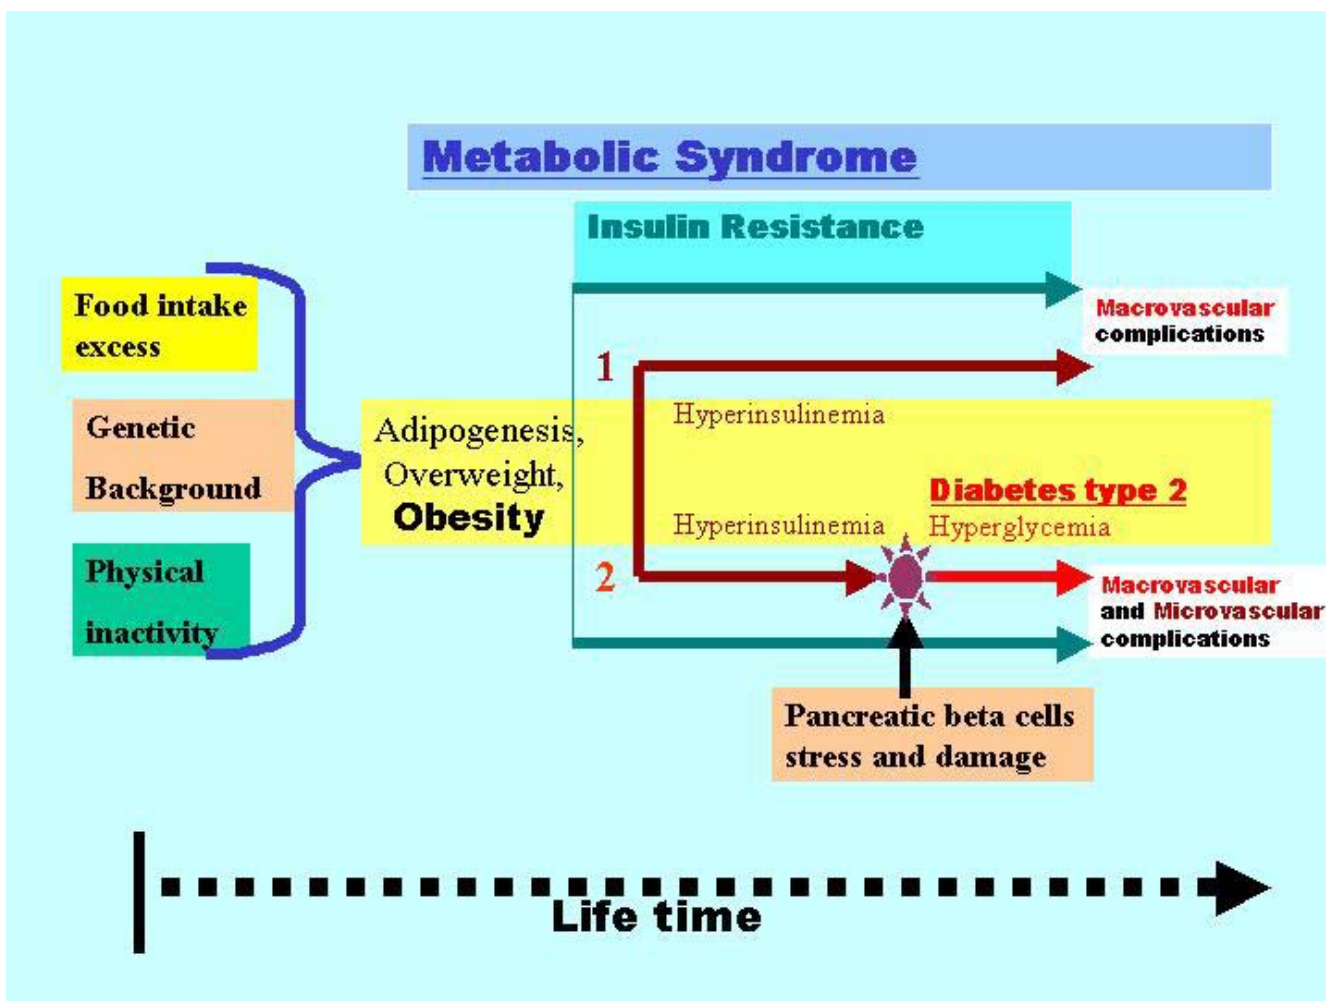 Metabolic Syndrome
Insulin Resistance
Food intake
excess
Genetic
Background
Physical
inactivity
Adipogenesis,
Overweight,
Obesity
1
Hyperinsulinemia
Macrovascular
complications
2
Hyperinsulinemia
Diabetes type 2
Hyperglycemia
Macrovascular
and Microvascular
complications
Pancreatic beta cells
stress and damage
Life time